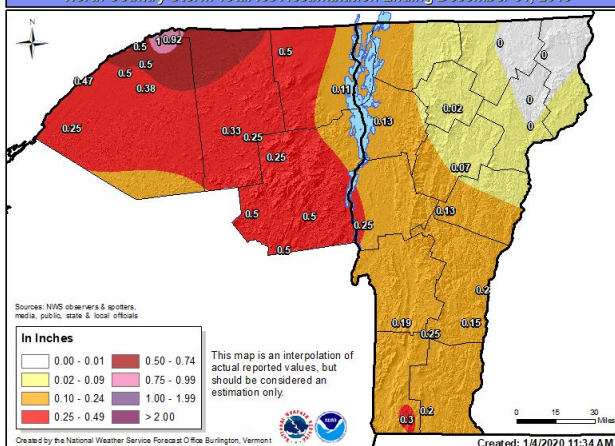 North Country Storm Total Ice Accumulation Ending December 31, 2019
N
0.5
1
0.92
0.5
0.5
0.5
0.47
0.38
0.25
0.33
0.25
0.25
0.5
0.5
0.5
0.25
0.11
0.13
0.02
0
0
0
0
0.07
0.13
0.2
0.19
0.25
0.15
0.2
0.3
Sources: NWS observers & spotters,
media, public, state & local officials
In Inches
0.00 - 0.01
0.50 - 0.74
0.02 - 0.09
0.75 - 0.99
0.10 - 0.24
1.00 - 1.99
0.25 - 0.49
> 2.00
This map is an interpolation of
actual reported values, but
should be considered an
estimation only.
0 15 30
Miles
Created by the National Weather Service Forecast Office Burlington, Vermont
Created: 1/4/2020 11:34 AM